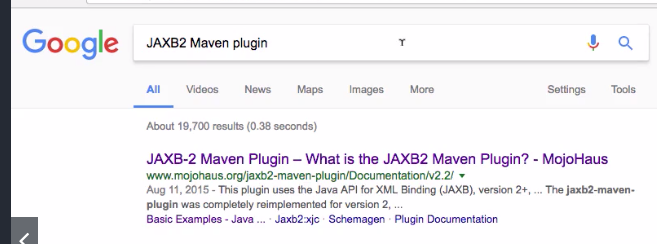 Google
JAXB2 Maven plugin
All Videos News Maps Images More Settings Tools
About 19,700 results (0.38 seconds)
JAXB-2 Maven Plugin – What is the JAXB2 Maven Plugin? - MojoHaus
www.mojohaus.org/jaxb2-maven-plugin/Documentation/v2.2/
Aug 11, 2015 - This plugin uses the Java API for XML Binding (JAXB), version 2+, ... The jaxb2-maven-
plugin was completely reimplemented for version 2, ...
Basic Examples - Java ... · Jaxb2:xjc · Schemagen · Plugin Documentation